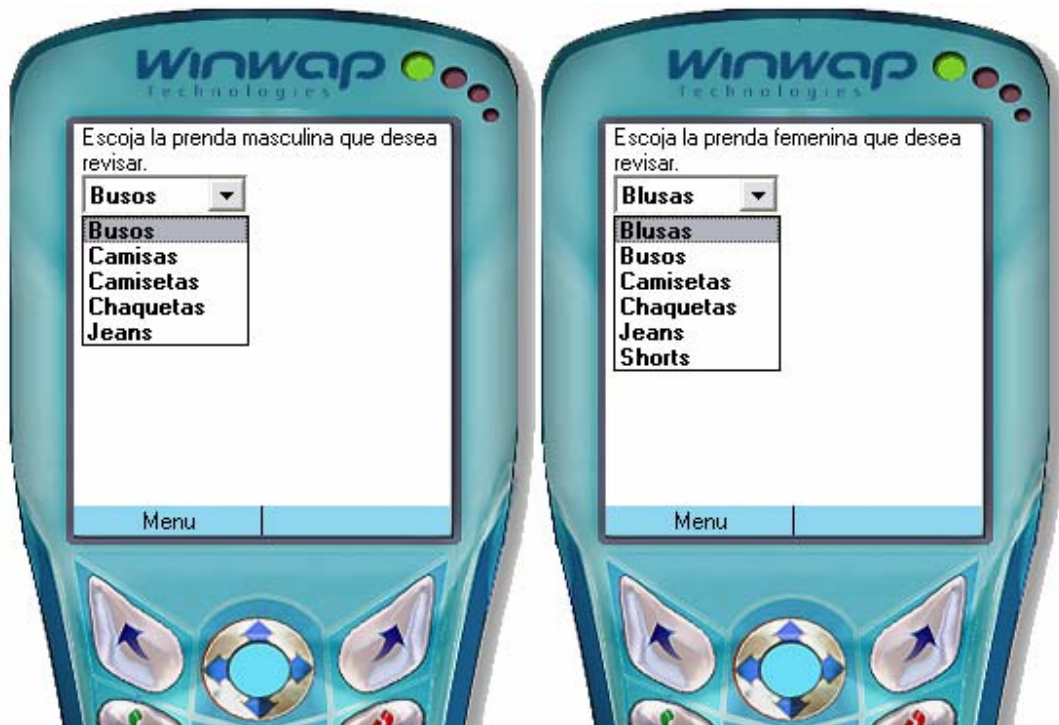 Winwap
Technologies
Escoja la prenda masculina que desea
revisar.
Busos
Busos
Camisas
Camisetas
Chaquetas
Jeans
Menu
Winwap
Technologies
Escoja la prenda femenina que desea
revisar.
Blusas
Blusas
Busos
Camisetas
Chaquetas
Jeans
Shorts
Menu